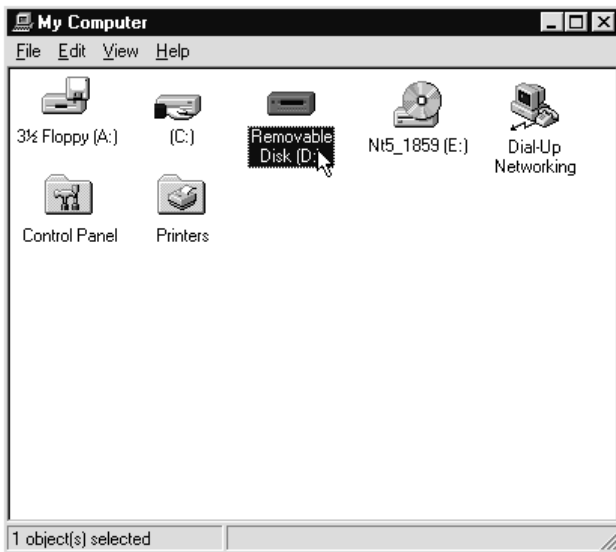 My Computer
File Edit View Help
3½ Floppy (A:)
(C:)
Removable
Disk (D:
Nt5_1859 (E:)
Dial-Up
Networking
Control Panel
Printers
1 object(s) selected